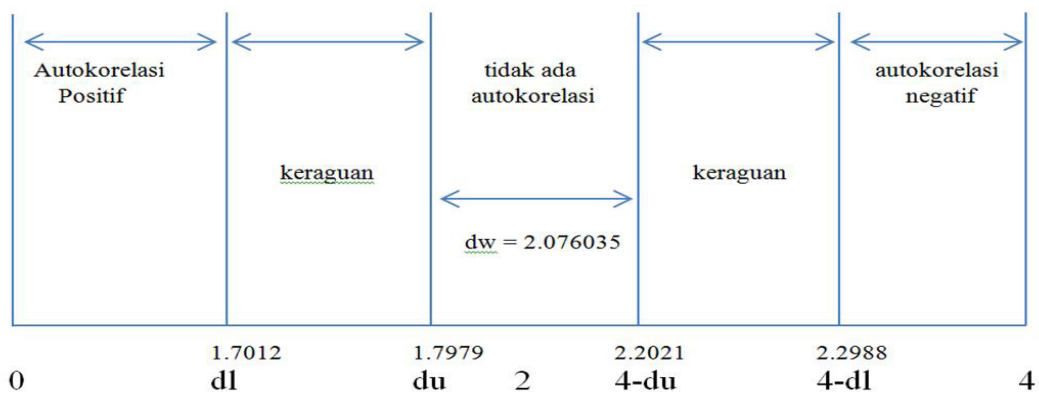 Autokorelasi
Positif
tidak ada
autokorelasi
autokorelasi
negatif
keraguan
keraguan
dw = 2.076035
1.7012
1.7979
2.2021
2.2988
0
dl
du
2
4-du
4-dl
4